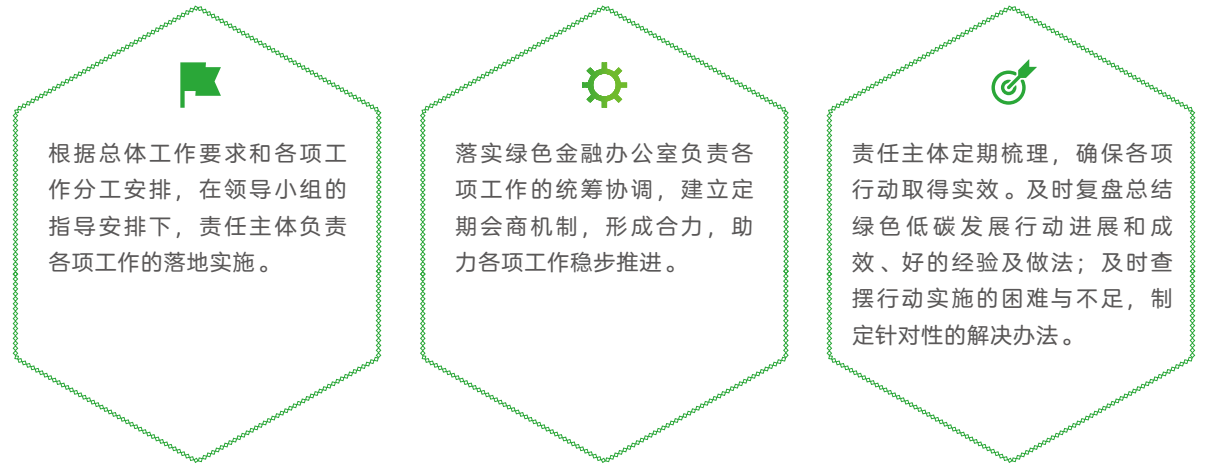 根据总体工作要求和各项工
作分工安排，在领导小组的
指导安排下，责任主体负责
各项工作的落地实施。
落实绿色金融办公室负责各
项工作的统筹协调，建立定
期会商机制，形成合力，助
力各项工作稳步推进。
责任主体定期梳理，确保各项
行动取得实效。及时复盘总结
绿色低碳发展行动进展和成
效、好的经验及做法；及时查
摆行动实施的困难与不足，制
定针对性的解决办法。